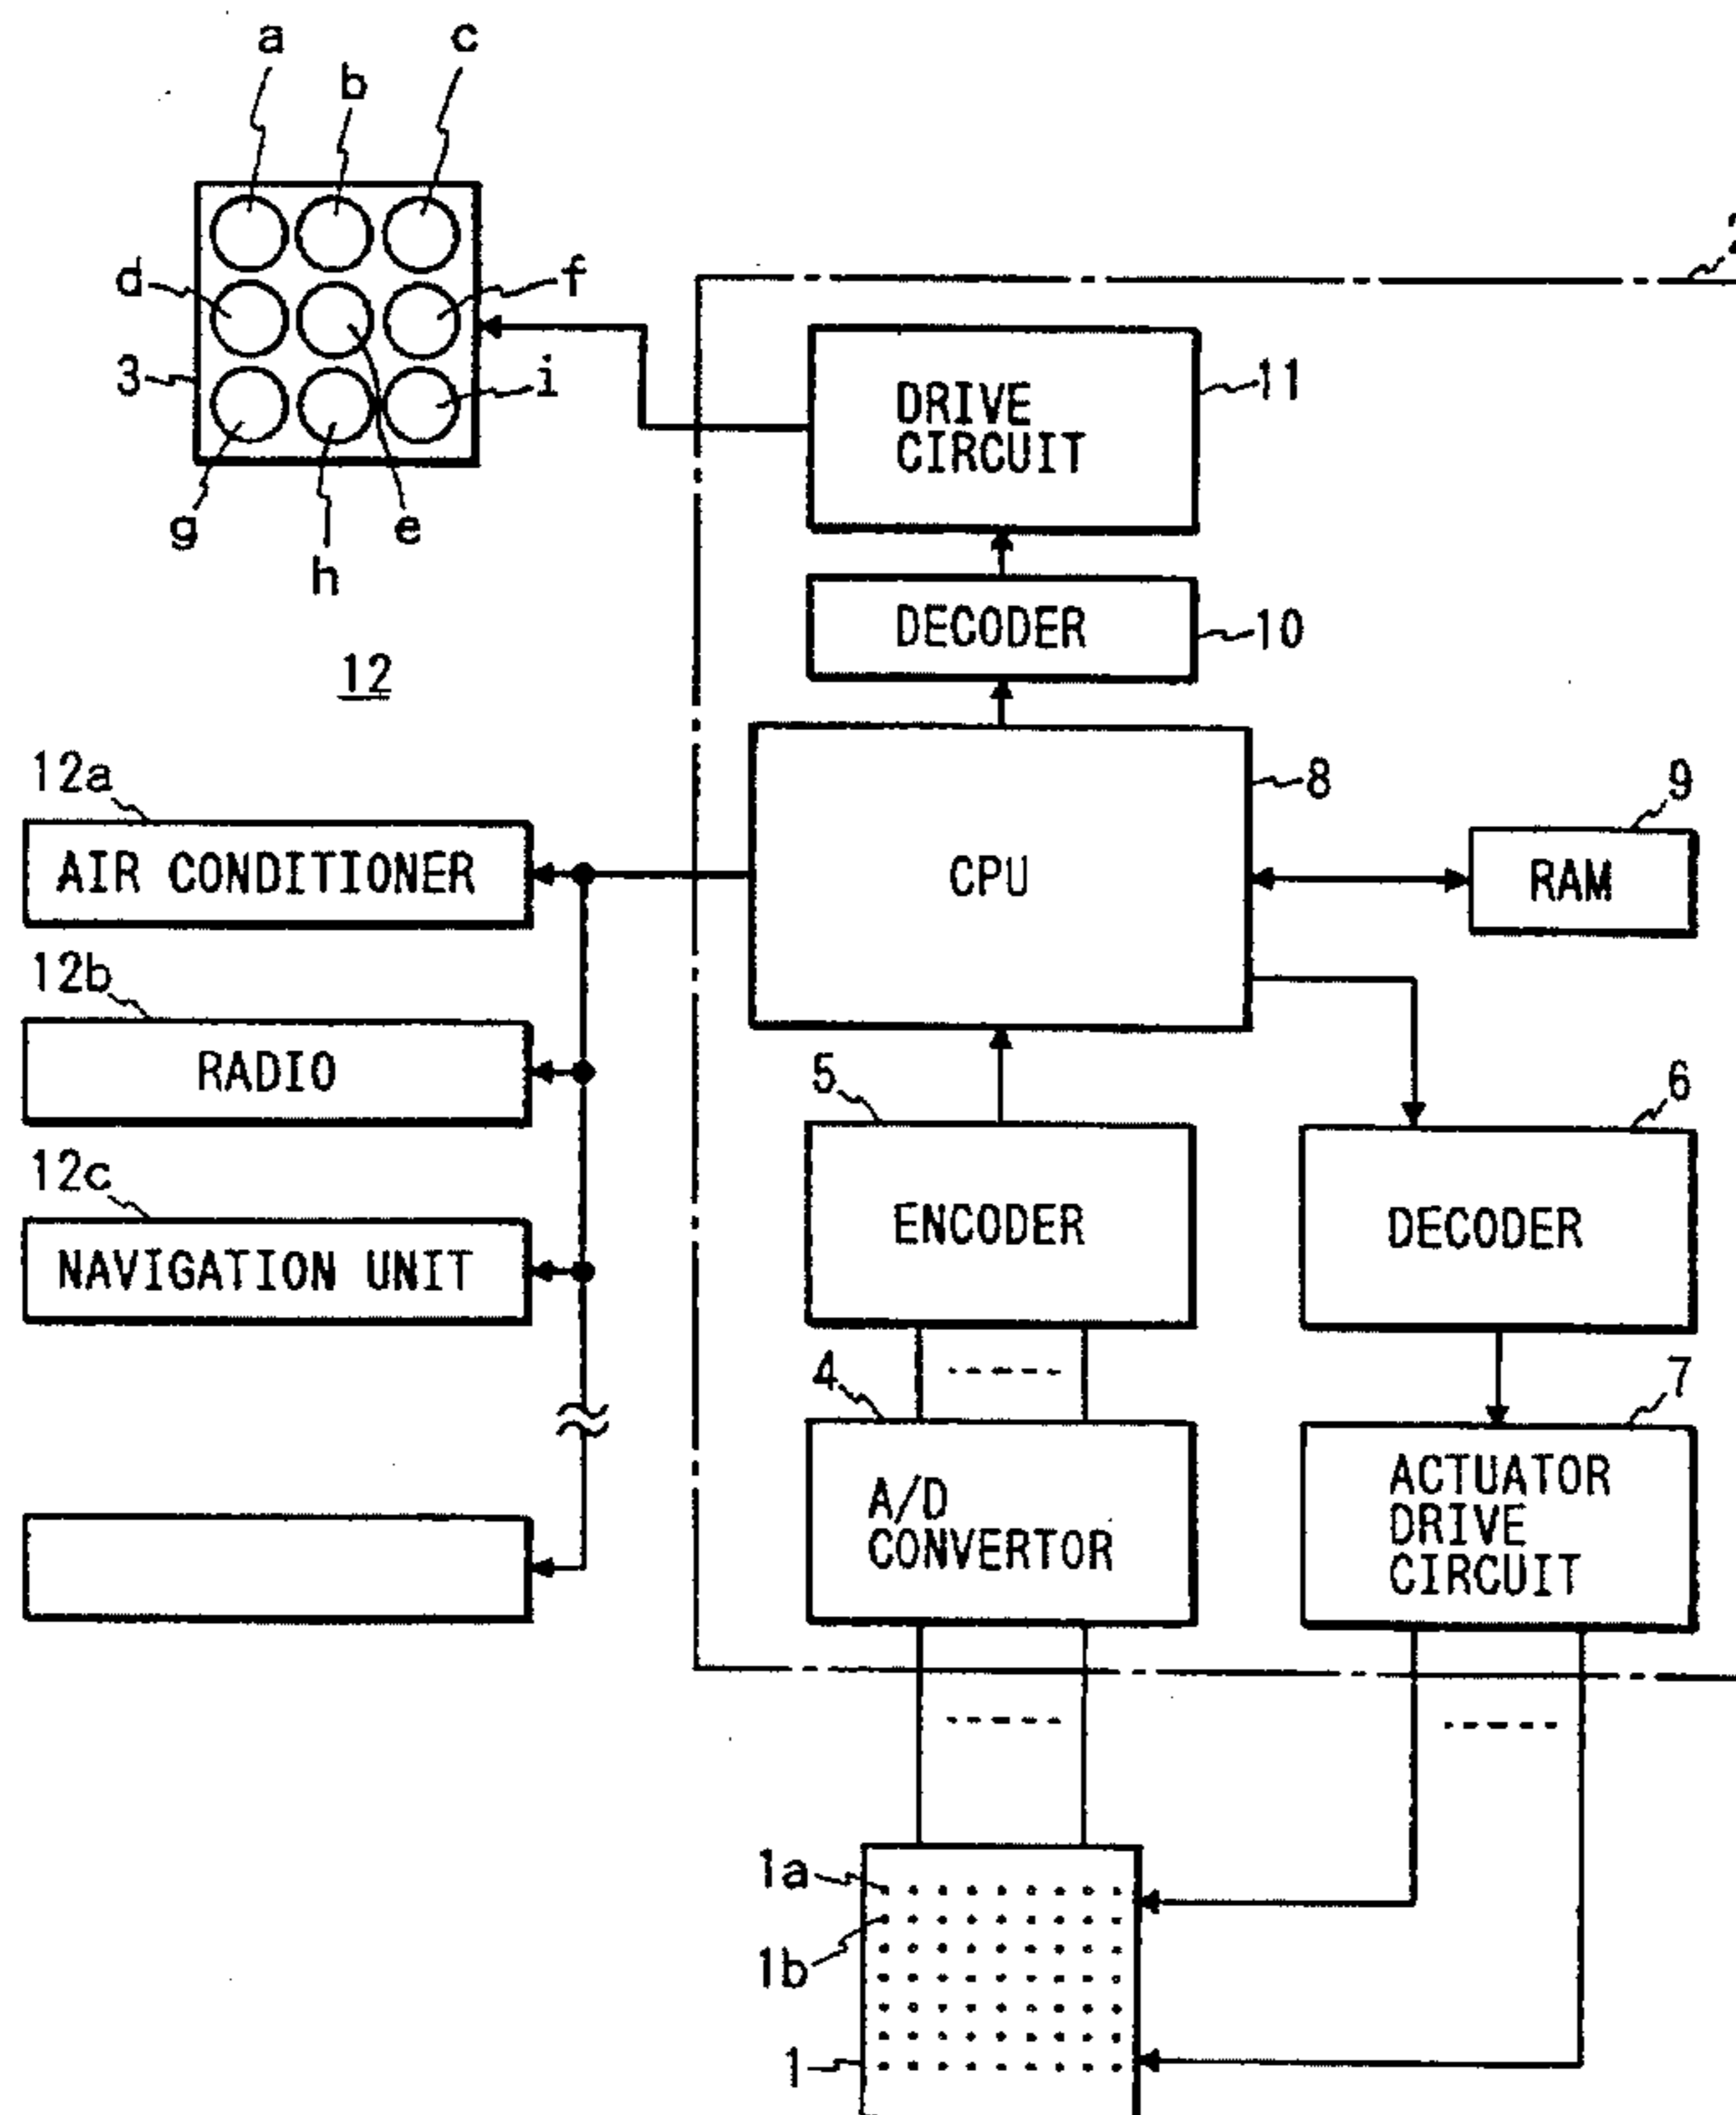 a
b
c
d
f
3
i
g
h
e
2
DRIVE
CIRCUIT
11
DECODER
10
12
12a
AIR CONDITIONER
CPU
8
9
RAM
12b
RADIO
5
ENCODER
6
DECODER
12c
NAVIGATION UNIT
4
A/D
CONVERTOR
7
ACTUATOR
DRIVE
CIRCUIT
1a
1b
1